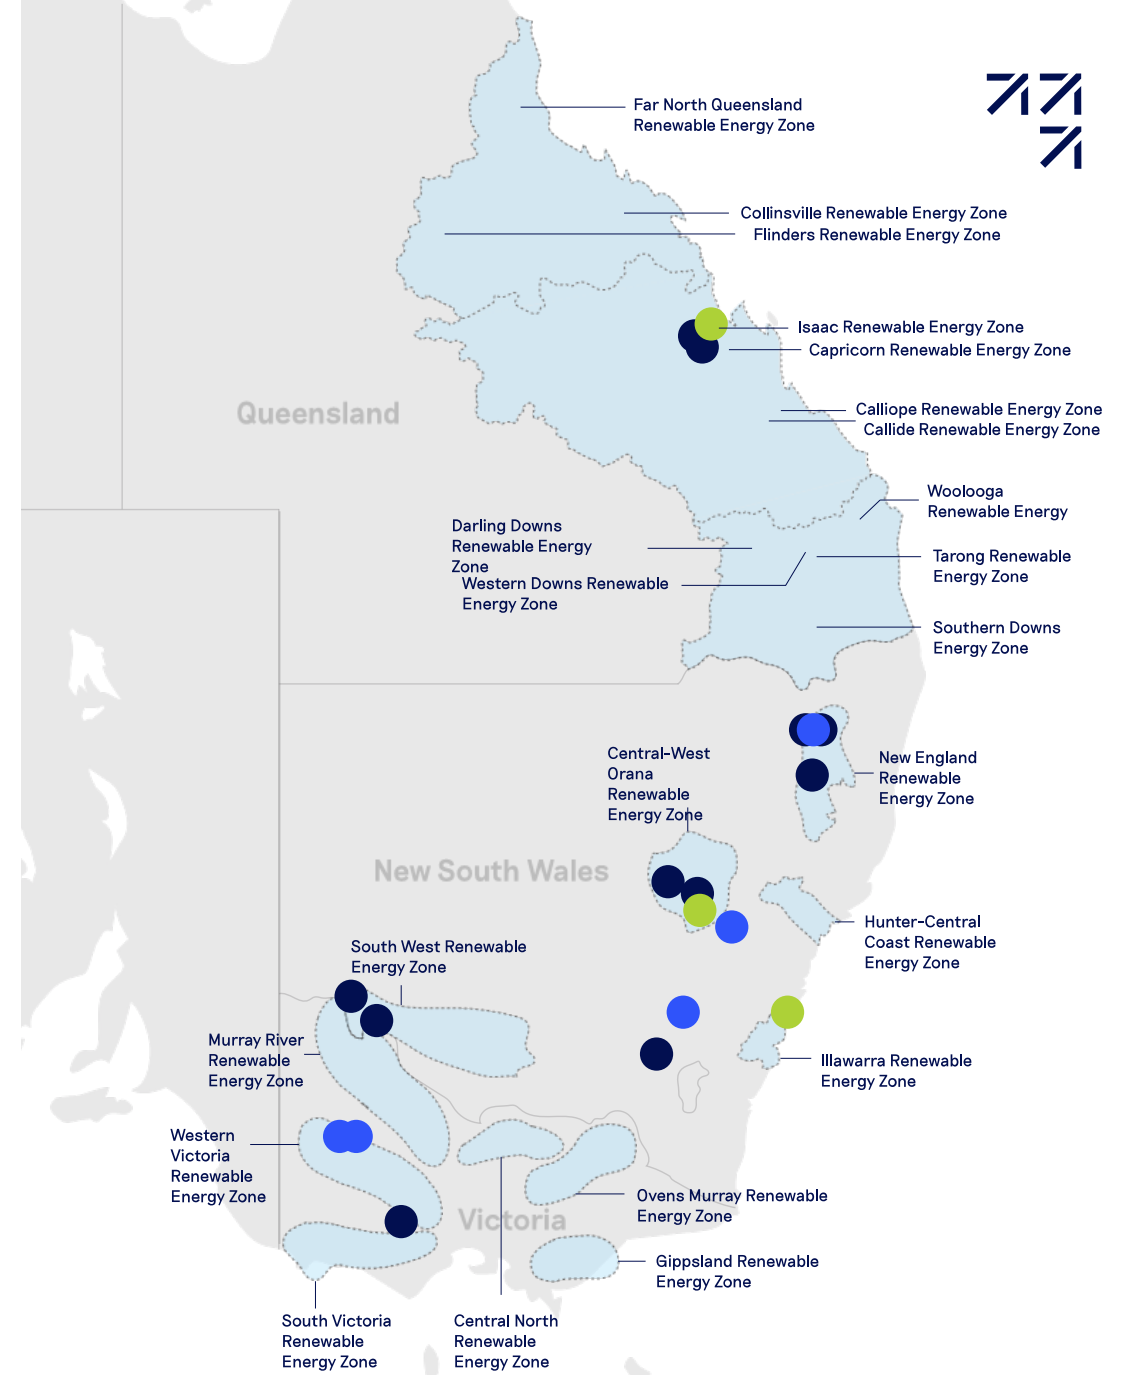 Far North Queensland
Renewable Energy Zone
Collinsville Renewable Energy Zone
Flinders Renewable Energy Zone
Isaac Renewable Energy Zone
Capricorn Renewable Energy Zone
Queensland
Calliope Renewable Energy Zone
Callide Renewable Energy Zone
Woolooga
Renewable Energy
Darling Downs
Renewable Energy
Zone
Western Downs Renewable
Energy Zone
Tarong Renewable
Energy Zone
Southern Downs
Energy Zone
Central-West
Orana
Renewable
Energy Zone
New England
Renewable
Energy Zone
New South Wales
Hunter-Central
Coast Renewable
Energy Zone
South West Renewable
Energy Zone
Murray River
Renewable
Energy Zone
Illawarra Renewable
Energy Zone
Western
Victoria
Renewable
Energy Zone
Ovens Murray Renewable
Energy Zone
Victoria
Gippsland Renewable
Energy Zone
South Victoria
Renewable
Energy Zone
Central North
Renewable
Energy Zone